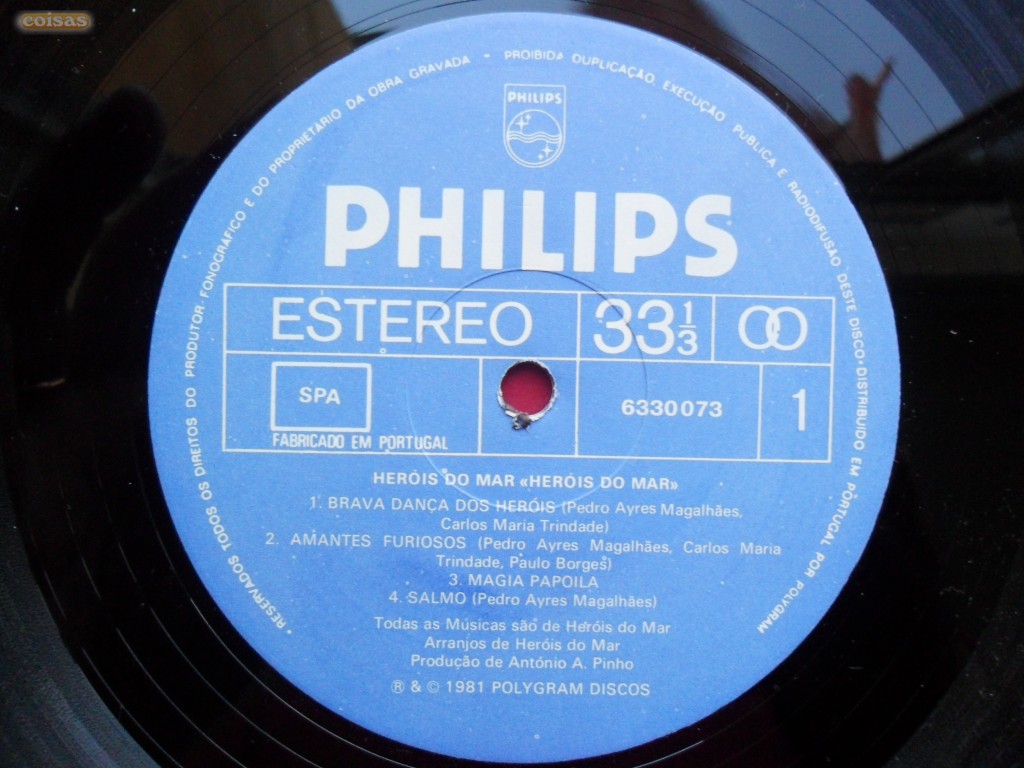 coisas
• RESERVADOS TODOS OS DIREITOS DO PRODUTOR FONOGRÁFICO E DO PROPRIETÁRIO DA OBRA GRAVADA - PROIBIDA DUPLICAÇÃO, EXECUÇÃO PÚBLICA E RADIODIFUSÃO DESTE DISCO • DISTRIBUÍDO EM PORTUGAL POR POLYGRAM
PHILIPS
PHILIPS
ESTEREO 33 1/3
SPA 6330073 1
FABRICADO EM PORTUGAL
HERÓIS DO MAR «HERÓIS DO MAR»
1. BRAVA DANÇA DOS HERÓIS (Pedro Ayres Magalhães,
Carlos Maria Trindade)
2. AMANTES FURIOSOS (Pedro Ayres Magalhães, Carlos Maria
Trindade, Paulo Borges)
3. MAGIA PAPOILA
4. SALMO (Pedro Ayres Magalhães)
Todas as Músicas são de Heróis do Mar
Arranjos de Heróis do Mar
Produção de António A. Pinho
℗ & © 1981 POLYGRAM DISCOS